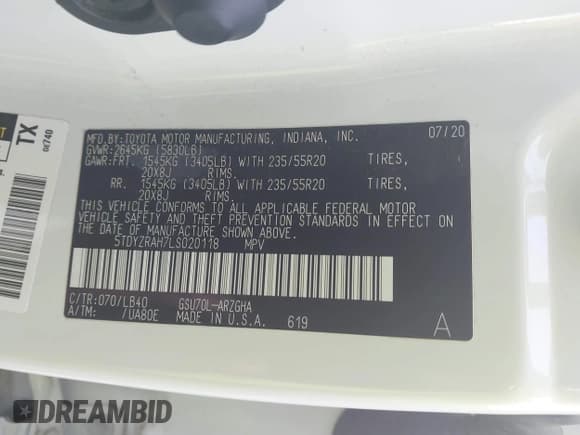 MFD.BY:TOYOTA MOTOR MANUFACTURING, INDIANA, INC. 07/20
GVWR:2645KG (5830LB)
GAWR:FRT. 1545KG (3405LB) WITH 235/55R20 TIRES,
20X8J RIMS.
RR. 1545KG (3405LB) WITH 235/55R20 TIRES,
20X8J RIMS.
THIS VEHICLE CONFORMS TO ALL APPLICABLE FEDERAL MOTOR
VEHICLE SAFETY AND THEFT PREVENTION STANDARDS IN EFFECT ON
THE DATE OF MANUFACTURE SHOWN ABOVE.
5TDYZRAH7LS020118 MPV
C/TR:070/LB40 GSU70L-ARZGHA
A/TM: /UA80E MADE IN U.S.A. 619 A
TX
DREAMBID